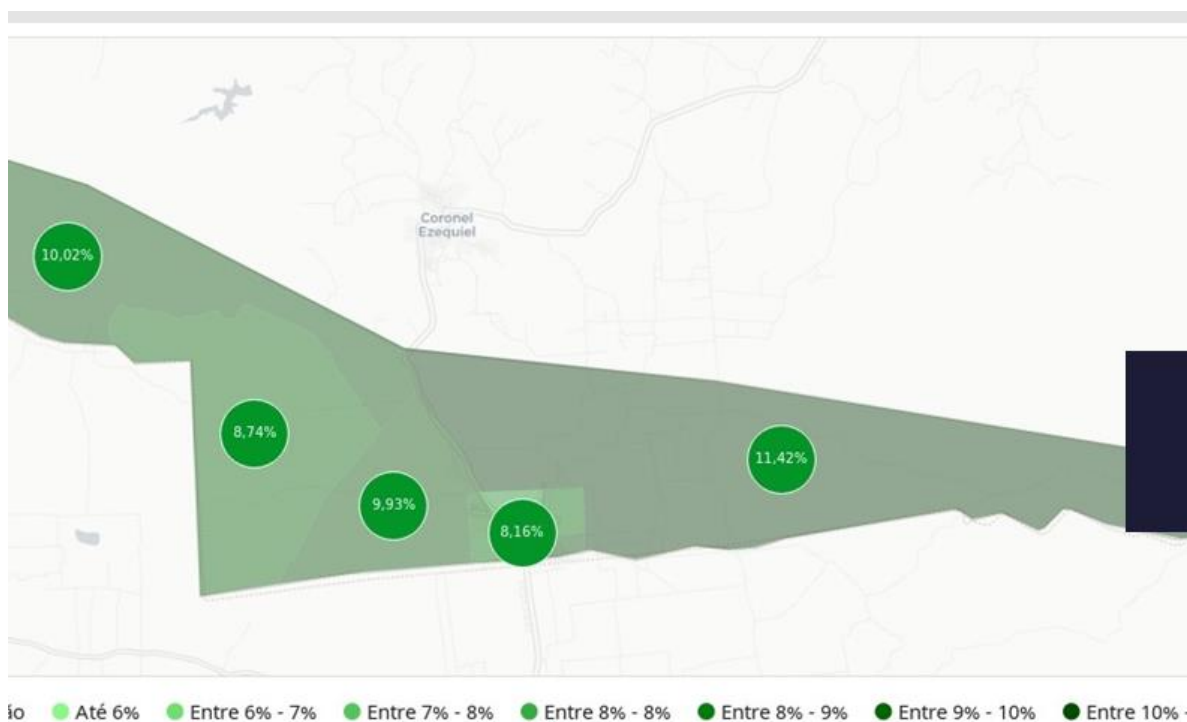 Coronel
Ezequiel
10,02%
8,74%
11,42%
9,93%
8,16%
ão Até 6% Entre 6% - 7% Entre 7% - 8% Entre 8% - 8% Entre 8% - 9% Entre 9% - 10% Entre 10% -